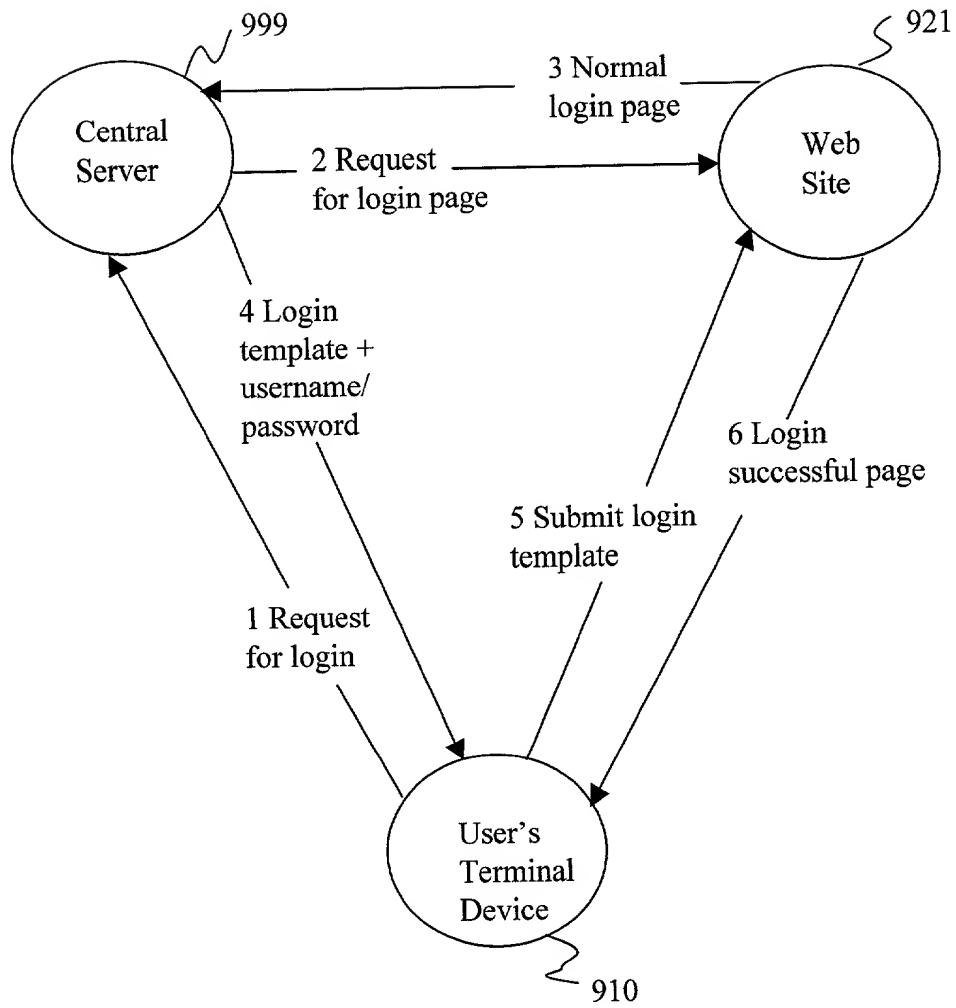 999
921
3 Normal
login page
Central
Server
Web
Site
2 Request
for login page
4 Login
template +
username/
password
6 Login
successful page
5 Submit login
template
1 Request
for login
User's
Terminal
Device
910